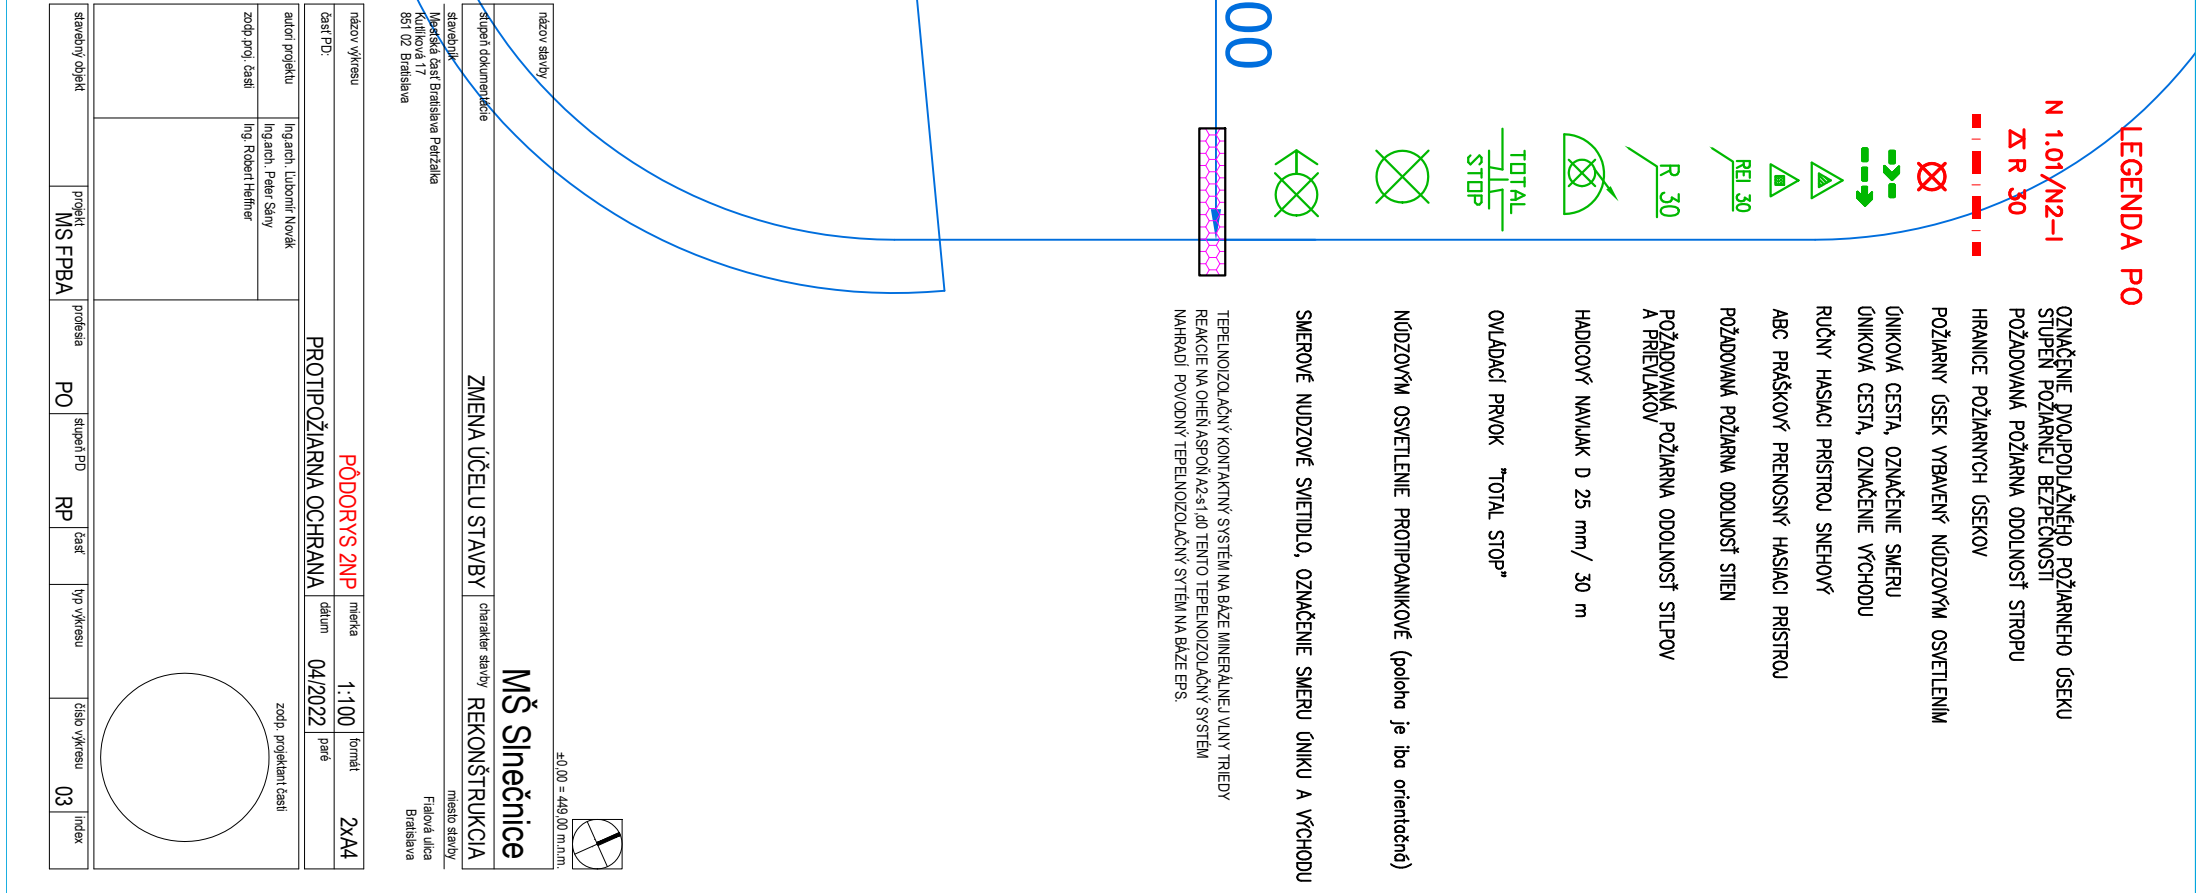 LEGENDA PO
N 1.01/N2-I
OZNAČENIE DVOJPODLAŽNÉHO POŽIARNEHO ÚSEKU
STUPEŇ POŽIARNEJ BEZPEČNOSTI
R 30
POŽADOVANÁ POŽIARNA ODOLNOSŤ STROPU
HRANICE POŽIARNYCH ÚSEKOV
POŽIARNY ÚSEK VYBAVENÝ NÚDZOVÝM OSVETLENÍM
ÚNIKOVÁ CESTA, OZNAČENIE SMERU
ÚNIKOVÁ CESTA, OZNAČENIE VÝCHODU
RUČNÝ HASIACI PRÍSTROJ SNEHOVÝ
ABC PRÁŠKOVÝ PRENOSNÝ HASIACI PRÍSTROJ
REI 30
POŽADOVANÁ POŽIARNA ODOLNOSŤ STIEN
R 30
POŽADOVANÁ POŽIARNA ODOLNOSŤ STLPOV
A PRIEVLAKOV
HADICOVÝ NAVIJAK D 25 mm/ 30 m
TOTAL
STOP
OVLÁDACÍ PRVOK "TOTAL STOP"
NÚDZOVÝM OSVETLENIE PROTIPOANIKOVÉ (poloha je iba orientačná)
SMEROVÉ NUDZOVÉ SVIETIDLO, OZNAČENIE SMERU ÚNIKU A VÝCHODU
00
TEPELNOIZOLAČNÝ KONTAKTNÝ SYSTÉM NA BÁZE MINERÁLNEJ VLNY TRIEDY
REAKCIE NA OHEŇ ASPOŇ A2-s1,d0 TENTO TEPELNOIZOLAČNÝ SYSTÉM
NAHRADÍ POVODNÝ TEPELNOIZOLAČNÝ SYTÉM NA BÁZE EPS.
±0,00 = 449,00 m.n.m.
názov stavby
MŠ Slnečnice
stupeň dokumentácie
ZMENA ÚČELU STAVBY
charakter stavby
REKONŠTRUKCIA
stavebník
Mestská časť Bratislava Petržalka
Kutlíkova 17
851 02 Bratislava
miesto stavby
Fialová ulica
Bratislava
názov výkresu
PÔDORYS 2NP
mierka
1:100
formát
2xA4
časť PD:
PROTIPOŽIARNA OCHRANA
dátum
04/2022
paré
autori projektu
Ing.arch. Ľubomír Novák
Ing.arch. Peter Sány
zodp.proj. časti
Ing. Robert Heffner
zodp. projektant časti
stavebný objekt
projekt
MS FPBA
profesia
PO
stupeň PD
RP
časť
typ výkresu
číslo výkresu
03
index